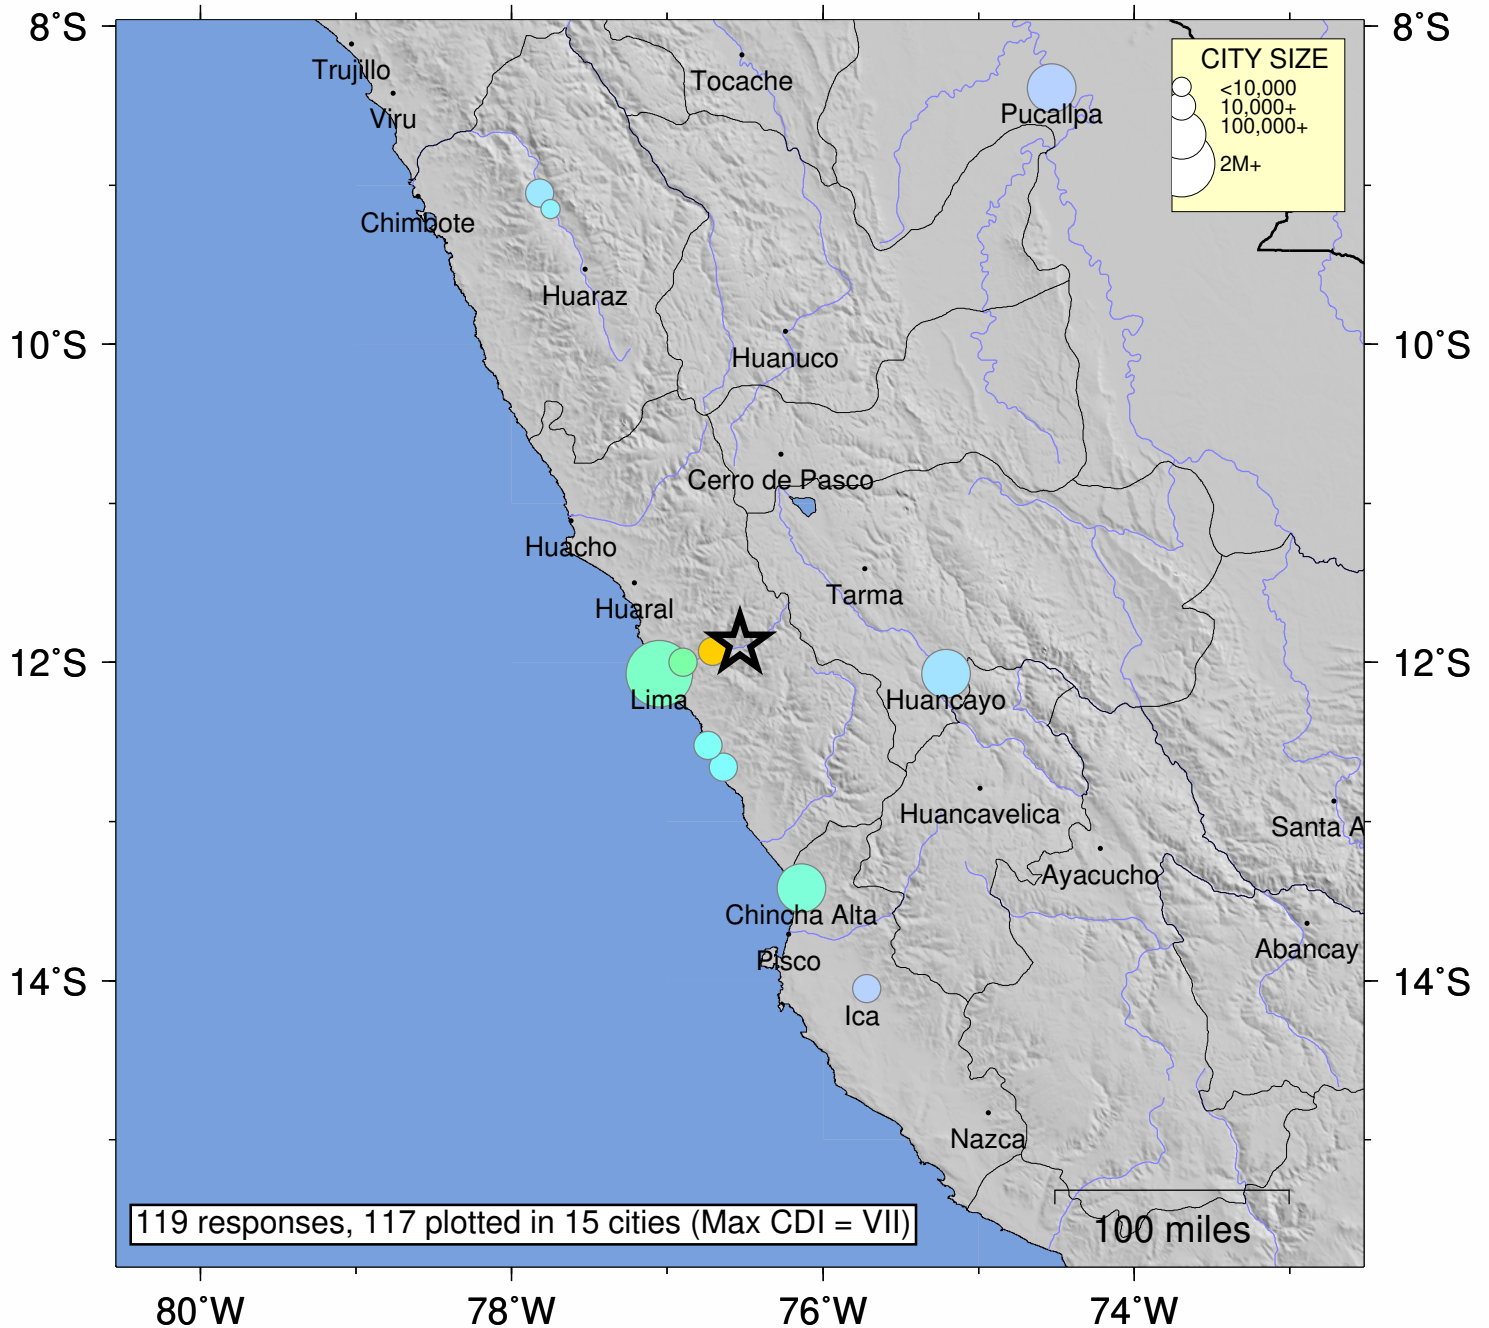 8°S
8°S
CITY SIZE
<10,000
10,000+
100,000+
2M+
Trujillo
Tocache
Viru
Pucallpa
Chimbote
Huaraz
10°S
10°S
Huanuco
Cerro de Pasco
Huacho
Tarma
Huaral
12°S
12°S
Lima
Huancayo
Huancavelica
Santa A
Ayacucho
Chincha Alta
Abancay
Pisco
14°S
14°S
Ica
Nazca
119 responses, 117 plotted in 15 cities (Max CDI = VII)
100 miles
80°W
78°W
76°W
74°W